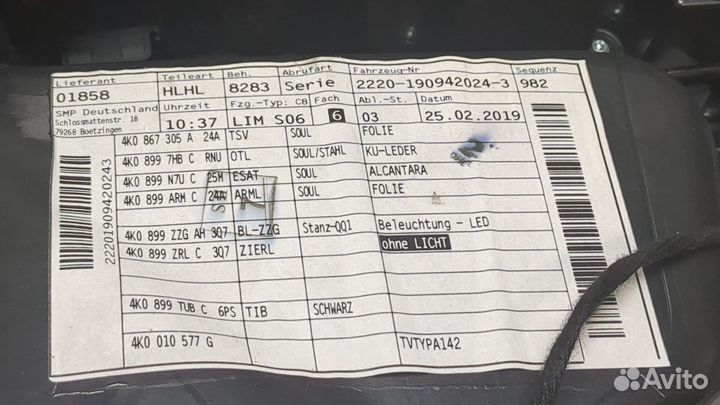 Lieferant Teileart Beh. Abrufart Fahrzeug-Nr Sequenz
01858 HLHL 8283 Serie 2220-190942024-3 982
SMP Deutschland Uhrzeit Fzg.-Typ: C8 Fach Abl.-St. Datum
Schlossmattenstr. 18
79268 Boetzingen 10:37 LIM S06 6 03 25.02.2019
4K0 867 305 A 24A TSV SOUL FOLIE
4K0 899 7HB C RNU OTL SOUL/STAHL KU-LEDER
4K0 899 N7U C 25M ESAT SOUL ALCANTARA
4K0 899 ARM C 24A ARML SOUL FOLIE
4K0 899 ZZG AH 3Q7 BL-ZZG Stanz-QQ1 Beleuchtung - LED
4K0 899 ZRL C 3Q7 ZIERL ohne LICHT
4K0 899 TUB C 6PS TIB SCHWARZ
4K0 010 577 G TVTYPA142
22201909420243
Avito